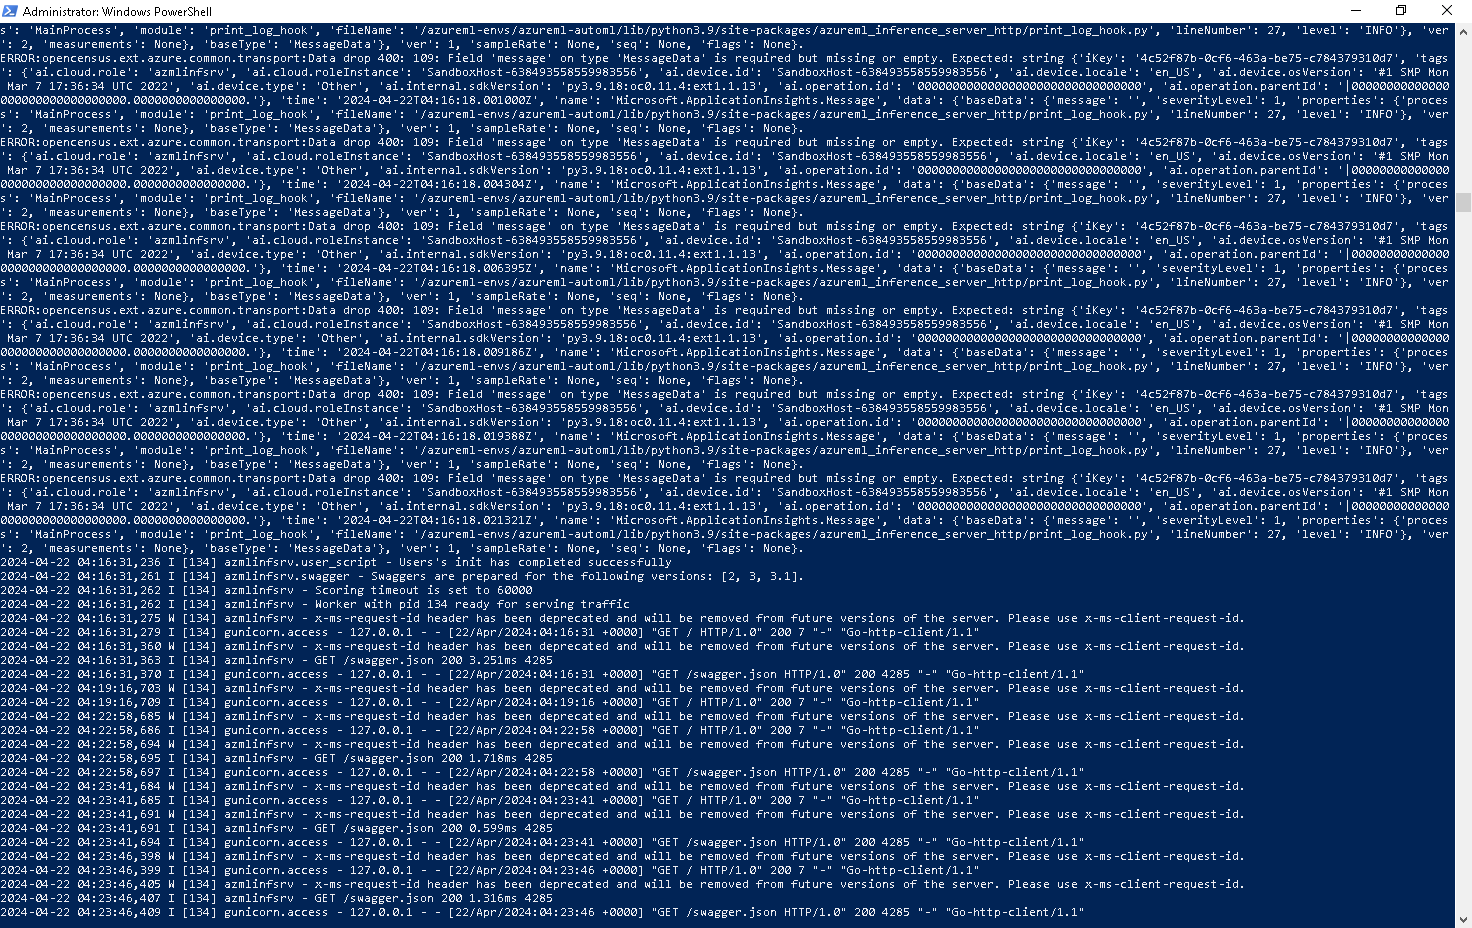 Administrator: Windows PowerShell
s': 'MainProcess', 'module': 'print_log_hook', 'fileName': '/azureml-envs/azureml-automl/lib/python3.9/site-packages/azureml_inference_server_http/print_log_hook.py', 'lineNumber': 27, 'level': 'INFO'}, 'ver
': 2, 'measurements': None}, 'baseType': 'MessageData'}, 'ver': 1, 'sampleRate': None, 'seq': None, 'flags': None}.
ERROR:opencensus.ext.azure.common.transport:Data drop 400: 109: Field 'message' on type 'MessageData' is required but missing or empty. Expected: string {'iKey': '4c52f87b-0cf6-463a-be75-c784379310d7', 'tags
': {'ai.cloud.role': 'azmlinfsrv', 'ai.cloud.roleInstance': 'SandboxHost-638493558559983556', 'ai.device.id': 'SandboxHost-638493558559983556', 'ai.device.locale': 'en_US', 'ai.device.osVersion': '#1 SMP Mon
 Mar 7 17:36:34 UTC 2022', 'ai.device.type': 'Other', 'ai.internal.sdkVersion': 'py3.9.18:oc0.11.4:ext1.1.13', 'ai.operation.id': '00000000000000000000000000000000', 'ai.operation.parentId': '|00000000000000
000000000000000000.0000000000000000.'}, 'time': '2024-04-22T04:16:18.001000Z', 'name': 'Microsoft.ApplicationInsights.Message', 'data': {'baseData': {'message': '', 'severityLevel': 1, 'properties': {'proces
s': 'MainProcess', 'module': 'print_log_hook', 'fileName': '/azureml-envs/azureml-automl/lib/python3.9/site-packages/azureml_inference_server_http/print_log_hook.py', 'lineNumber': 27, 'level': 'INFO'}, 'ver
': 2, 'measurements': None}, 'baseType': 'MessageData'}, 'ver': 1, 'sampleRate': None, 'seq': None, 'flags': None}.
ERROR:opencensus.ext.azure.common.transport:Data drop 400: 109: Field 'message' on type 'MessageData' is required but missing or empty. Expected: string {'iKey': '4c52f87b-0cf6-463a-be75-c784379310d7', 'tags
': {'ai.cloud.role': 'azmlinfsrv', 'ai.cloud.roleInstance': 'SandboxHost-638493558559983556', 'ai.device.id': 'SandboxHost-638493558559983556', 'ai.device.locale': 'en_US', 'ai.device.osVersion': '#1 SMP Mon
 Mar 7 17:36:34 UTC 2022', 'ai.device.type': 'Other', 'ai.internal.sdkVersion': 'py3.9.18:oc0.11.4:ext1.1.13', 'ai.operation.id': '00000000000000000000000000000000', 'ai.operation.parentId': '|00000000000000
000000000000000000.0000000000000000.'}, 'time': '2024-04-22T04:16:18.004304Z', 'name': 'Microsoft.ApplicationInsights.Message', 'data': {'baseData': {'message': '', 'severityLevel': 1, 'properties': {'proces
s': 'MainProcess', 'module': 'print_log_hook', 'fileName': '/azureml-envs/azureml-automl/lib/python3.9/site-packages/azureml_inference_server_http/print_log_hook.py', 'lineNumber': 27, 'level': 'INFO'}, 'ver
': 2, 'measurements': None}, 'baseType': 'MessageData'}, 'ver': 1, 'sampleRate': None, 'seq': None, 'flags': None}.
ERROR:opencensus.ext.azure.common.transport:Data drop 400: 109: Field 'message' on type 'MessageData' is required but missing or empty. Expected: string {'iKey': '4c52f87b-0cf6-463a-be75-c784379310d7', 'tags
': {'ai.cloud.role': 'azmlinfsrv', 'ai.cloud.roleInstance': 'SandboxHost-638493558559983556', 'ai.device.id': 'SandboxHost-638493558559983556', 'ai.device.locale': 'en_US', 'ai.device.osVersion': '#1 SMP Mon
 Mar 7 17:36:34 UTC 2022', 'ai.device.type': 'Other', 'ai.internal.sdkVersion': 'py3.9.18:oc0.11.4:ext1.1.13', 'ai.operation.id': '00000000000000000000000000000000', 'ai.operation.parentId': '|00000000000000
000000000000000000.0000000000000000.'}, 'time': '2024-04-22T04:16:18.006395Z', 'name': 'Microsoft.ApplicationInsights.Message', 'data': {'baseData': {'message': '', 'severityLevel': 1, 'properties': {'proces
s': 'MainProcess', 'module': 'print_log_hook', 'fileName': '/azureml-envs/azureml-automl/lib/python3.9/site-packages/azureml_inference_server_http/print_log_hook.py', 'lineNumber': 27, 'level': 'INFO'}, 'ver
': 2, 'measurements': None}, 'baseType': 'MessageData'}, 'ver': 1, 'sampleRate': None, 'seq': None, 'flags': None}.
ERROR:opencensus.ext.azure.common.transport:Data drop 400: 109: Field 'message' on type 'MessageData' is required but missing or empty. Expected: string {'iKey': '4c52f87b-0cf6-463a-be75-c784379310d7', 'tags
': {'ai.cloud.role': 'azmlinfsrv', 'ai.cloud.roleInstance': 'SandboxHost-638493558559983556', 'ai.device.id': 'SandboxHost-638493558559983556', 'ai.device.locale': 'en_US', 'ai.device.osVersion': '#1 SMP Mon
 Mar 7 17:36:34 UTC 2022', 'ai.device.type': 'Other', 'ai.internal.sdkVersion': 'py3.9.18:oc0.11.4:ext1.1.13', 'ai.operation.id': '00000000000000000000000000000000', 'ai.operation.parentId': '|00000000000000
000000000000000000.0000000000000000.'}, 'time': '2024-04-22T04:16:18.009186Z', 'name': 'Microsoft.ApplicationInsights.Message', 'data': {'baseData': {'message': '', 'severityLevel': 1, 'properties': {'proces
s': 'MainProcess', 'module': 'print_log_hook', 'fileName': '/azureml-envs/azureml-automl/lib/python3.9/site-packages/azureml_inference_server_http/print_log_hook.py', 'lineNumber': 27, 'level': 'INFO'}, 'ver
': 2, 'measurements': None}, 'baseType': 'MessageData'}, 'ver': 1, 'sampleRate': None, 'seq': None, 'flags': None}.
ERROR:opencensus.ext.azure.common.transport:Data drop 400: 109: Field 'message' on type 'MessageData' is required but missing or empty. Expected: string {'iKey': '4c52f87b-0cf6-463a-be75-c784379310d7', 'tags
': {'ai.cloud.role': 'azmlinfsrv', 'ai.cloud.roleInstance': 'SandboxHost-638493558559983556', 'ai.device.id': 'SandboxHost-638493558559983556', 'ai.device.locale': 'en_US', 'ai.device.osVersion': '#1 SMP Mon
 Mar 7 17:36:34 UTC 2022', 'ai.device.type': 'Other', 'ai.internal.sdkVersion': 'py3.9.18:oc0.11.4:ext1.1.13', 'ai.operation.id': '00000000000000000000000000000000', 'ai.operation.parentId': '|00000000000000
000000000000000000.0000000000000000.'}, 'time': '2024-04-22T04:16:18.019388Z', 'name': 'Microsoft.ApplicationInsights.Message', 'data': {'baseData': {'message': '', 'severityLevel': 1, 'properties': {'proces
s': 'MainProcess', 'module': 'print_log_hook', 'fileName': '/azureml-envs/azureml-automl/lib/python3.9/site-packages/azureml_inference_server_http/print_log_hook.py', 'lineNumber': 27, 'level': 'INFO'}, 'ver
': 2, 'measurements': None}, 'baseType': 'MessageData'}, 'ver': 1, 'sampleRate': None, 'seq': None, 'flags': None}.
ERROR:opencensus.ext.azure.common.transport:Data drop 400: 109: Field 'message' on type 'MessageData' is required but missing or empty. Expected: string {'iKey': '4c52f87b-0cf6-463a-be75-c784379310d7', 'tags
': {'ai.cloud.role': 'azmlinfsrv', 'ai.cloud.roleInstance': 'SandboxHost-638493558559983556', 'ai.device.id': 'SandboxHost-638493558559983556', 'ai.device.locale': 'en_US', 'ai.device.osVersion': '#1 SMP Mon
 Mar 7 17:36:34 UTC 2022', 'ai.device.type': 'Other', 'ai.internal.sdkVersion': 'py3.9.18:oc0.11.4:ext1.1.13', 'ai.operation.id': '00000000000000000000000000000000', 'ai.operation.parentId': '|00000000000000
000000000000000000.0000000000000000.'}, 'time': '2024-04-22T04:16:18.021321Z', 'name': 'Microsoft.ApplicationInsights.Message', 'data': {'baseData': {'message': '', 'severityLevel': 1, 'properties': {'proces
s': 'MainProcess', 'module': 'print_log_hook', 'fileName': '/azureml-envs/azureml-automl/lib/python3.9/site-packages/azureml_inference_server_http/print_log_hook.py', 'lineNumber': 27, 'level': 'INFO'}, 'ver
': 2, 'measurements': None}, 'baseType': 'MessageData'}, 'ver': 1, 'sampleRate': None, 'seq': None, 'flags': None}.
2024-04-22 04:16:31,236 I [134] azmlinfsrv.user_script - Users's init has completed successfully
2024-04-22 04:16:31,261 I [134] azmlinfsrv.swagger - Swaggers are prepared for the following versions: [2, 3, 3.1].
2024-04-22 04:16:31,262 I [134] azmlinfsrv - Scoring timeout is set to 60000
2024-04-22 04:16:31,262 I [134] azmlinfsrv - Worker with pid 134 ready for serving traffic
2024-04-22 04:16:31,275 W [134] azmlinfsrv - x-ms-request-id header has been deprecated and will be removed from future versions of the server. Please use x-ms-client-request-id.
2024-04-22 04:16:31,279 I [134] gunicorn.access - 127.0.0.1 - - [22/Apr/2024:04:16:31 +0000] "GET / HTTP/1.0" 200 7 "-" "Go-http-client/1.1"
2024-04-22 04:16:31,360 W [134] azmlinfsrv - x-ms-request-id header has been deprecated and will be removed from future versions of the server. Please use x-ms-client-request-id.
2024-04-22 04:16:31,363 I [134] azmlinfsrv - GET /swagger.json 200 3.251ms 4285
2024-04-22 04:16:31,370 I [134] gunicorn.access - 127.0.0.1 - - [22/Apr/2024:04:16:31 +0000] "GET /swagger.json HTTP/1.0" 200 4285 "-" "Go-http-client/1.1"
2024-04-22 04:19:16,703 W [134] azmlinfsrv - x-ms-request-id header has been deprecated and will be removed from future versions of the server. Please use x-ms-client-request-id.
2024-04-22 04:19:16,709 I [134] gunicorn.access - 127.0.0.1 - - [22/Apr/2024:04:19:16 +0000] "GET / HTTP/1.0" 200 7 "-" "Go-http-client/1.1"
2024-04-22 04:22:58,685 W [134] azmlinfsrv - x-ms-request-id header has been deprecated and will be removed from future versions of the server. Please use x-ms-client-request-id.
2024-04-22 04:22:58,686 I [134] gunicorn.access - 127.0.0.1 - - [22/Apr/2024:04:22:58 +0000] "GET / HTTP/1.0" 200 7 "-" "Go-http-client/1.1"
2024-04-22 04:22:58,694 W [134] azmlinfsrv - x-ms-request-id header has been deprecated and will be removed from future versions of the server. Please use x-ms-client-request-id.
2024-04-22 04:22:58,695 I [134] azmlinfsrv - GET /swagger.json 200 1.718ms 4285
2024-04-22 04:22:58,697 I [134] gunicorn.access - 127.0.0.1 - - [22/Apr/2024:04:22:58 +0000] "GET /swagger.json HTTP/1.0" 200 4285 "-" "Go-http-client/1.1"
2024-04-22 04:23:41,684 W [134] azmlinfsrv - x-ms-request-id header has been deprecated and will be removed from future versions of the server. Please use x-ms-client-request-id.
2024-04-22 04:23:41,685 I [134] gunicorn.access - 127.0.0.1 - - [22/Apr/2024:04:23:41 +0000] "GET / HTTP/1.0" 200 7 "-" "Go-http-client/1.1"
2024-04-22 04:23:41,691 W [134] azmlinfsrv - x-ms-request-id header has been deprecated and will be removed from future versions of the server. Please use x-ms-client-request-id.
2024-04-22 04:23:41,691 I [134] azmlinfsrv - GET /swagger.json 200 0.599ms 4285
2024-04-22 04:23:41,694 I [134] gunicorn.access - 127.0.0.1 - - [22/Apr/2024:04:23:41 +0000] "GET /swagger.json HTTP/1.0" 200 4285 "-" "Go-http-client/1.1"
2024-04-22 04:23:46,398 W [134] azmlinfsrv - x-ms-request-id header has been deprecated and will be removed from future versions of the server. Please use x-ms-client-request-id.
2024-04-22 04:23:46,399 I [134] gunicorn.access - 127.0.0.1 - - [22/Apr/2024:04:23:46 +0000] "GET / HTTP/1.0" 200 7 "-" "Go-http-client/1.1"
2024-04-22 04:23:46,405 W [134] azmlinfsrv - x-ms-request-id header has been deprecated and will be removed from future versions of the server. Please use x-ms-client-request-id.
2024-04-22 04:23:46,407 I [134] azmlinfsrv - GET /swagger.json 200 1.316ms 4285
2024-04-22 04:23:46,409 I [134] gunicorn.access - 127.0.0.1 - - [22/Apr/2024:04:23:46 +0000] "GET /swagger.json HTTP/1.0" 200 4285 "-" "Go-http-client/1.1"